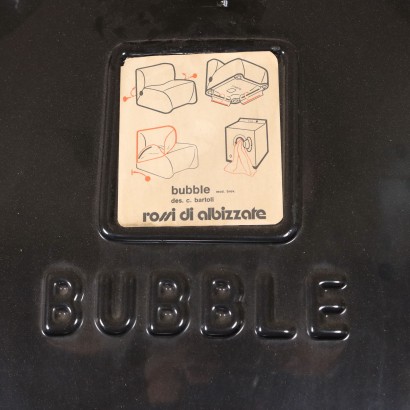 bubble
des. c. bartoli
rossi di albizzate
BUBBLE